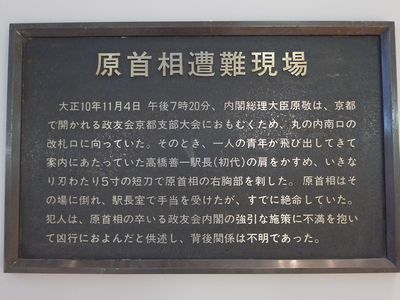 原首相遭難現場
大正10年11月4日 午後7時20分、内閣総理大臣原敬は、京都
で開かれる政友会京都支部大会におもむくため、丸の内南口の
改札口に向っていた。そのとき、一人の青年が飛び出してきて
案内にあたっていた高橋善一駅長(初代)の肩をかすめ、いきな
り刃わたり5寸の短刀で原首相の右胸部を刺した。原首相はそ
の場に倒れ、駅長室で手当を受けたが、すでに絶命していた。
犯人は、原首相の率いる政友会内閣の強引な施策に不満を抱い
て凶行におよんだと供述し、背後関係は不明であった。